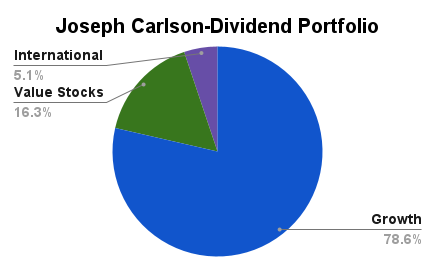 Joseph Carlson-Dividend Portfolio
International
5.1%
Value Stocks
16.3%
Growth
78.6%